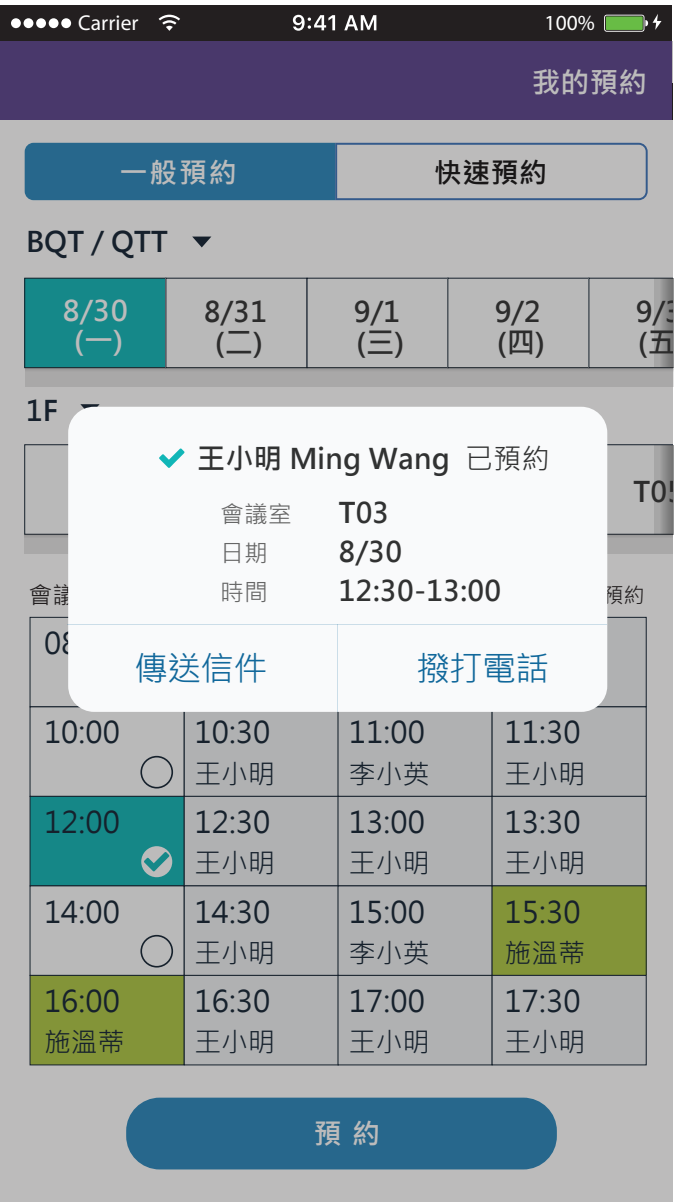 Carrier 9:41 AM 100%
我的預約
一般預約 快速預約
BQT / QTT
8/30 8/31 9/1 9/2
(一) (二) (三) (四)
1F
王小明 Ming Wang 已預約
會議室 T03
日期 8/30
時間 12:30-13:00
預約
傳送信件 撥打電話
10:00 10:30 11:00 11:30
王小明 李小英 王小明
12:00 12:30 13:00 13:30
王小明 王小明 王小明
14:00 14:30 15:00 15:30
王小明 李小英 施溫蒂
16:00 16:30 17:00 17:30
施溫蒂 王小明 王小明 王小明
預 約